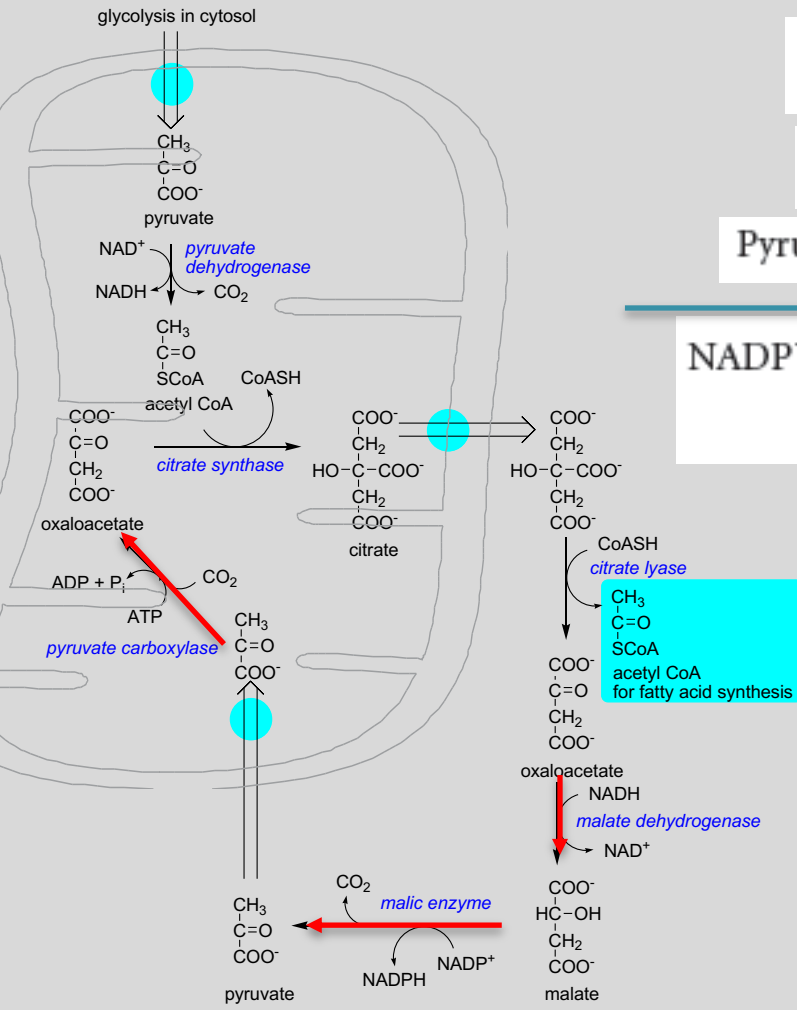 glycolysis in cytosol
CH3
C=O
COO-
pyruvate
NAD+
pyruvate
dehydrogenase
NADH
CO2
CH3
C=O
SCoA
acetyl CoA
CoASH
COO-
C=O
CH2
COO-
oxaloacetate
citrate synthase
COO-
CH2
HO-C-COO-
CH2
COO-
citrate
COO-
CH2
HO-C-COO-
CH2
COO-
CoASH
citrate lyase
CH3
C=O
SCoA
acetyl CoA
for fatty acid synthesis
ADP + Pi
CO2
ATP
pyruvate carboxylase
CH3
C=O
COO-
COO-
C=O
CH2
COO-
oxaloacetate
NADH
malate dehydrogenase
NAD+
COO-
HC-OH
CH2
COO-
malate
CO2
malic enzyme
NADPH
NADP+
CH3
C=O
COO-
pyruvate
Pyru
NADP